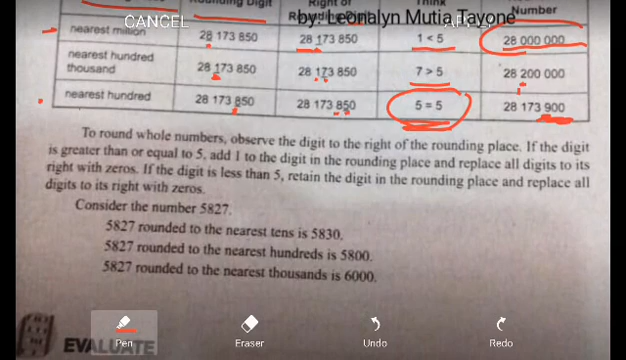 CANCEL
by: Leonalyn Mutia Tayone
Rounding Digit
Right of
Think
Number
nearest million 28 173 850 28 173 850 1 < 5 28 000 000
nearest hundred
thousand 28 173 850 28 173 850 7 > 5 28 200 000
nearest hundred 28 173 850 28 173 850 5 = 5 28 173 900
To round whole numbers, observe the digit to the right of the rounding place. If the digit
is greater than or equal to 5, add 1 to the digit in the rounding place and replace all digits to its
right with zeros. If the digit is less than 5, retain the digit in the rounding place and replace all
digits to its right with zeros.
Consider the number 5827.
5827 rounded to the nearest tens is 5830.
5827 rounded to the nearest hundreds is 5800.
5827 rounded to the nearest thousands is 6000.
EVALUATE
Pen
Eraser
Undo
Redo